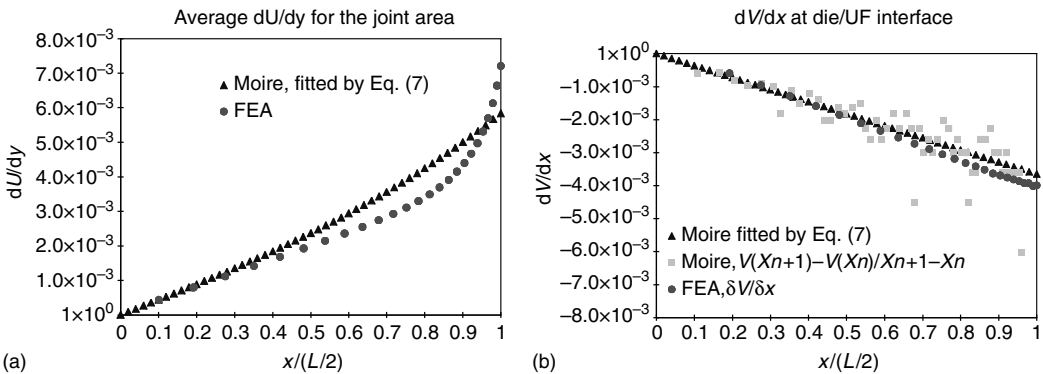 Average dU/dy for the joint area
8.0×10⁻³
7.0×10⁻³
6.0×10⁻³
5.0×10⁻³
4.0×10⁻³
3.0×10⁻³
2.0×10⁻³
1×10⁰
dU/dy
Moire, fitted by Eq. (7)
FEA
0 0.1 0.2 0.3 0.4 0.5 0.6 0.7 0.8 0.9 1
x/(L/2)
(a)
dV/dx at die/UF interface
1×10⁰
−1.0×10⁻³
−2.0×10⁻³
−3.0×10⁻³
−4.0×10⁻³
−5.0×10⁻³
−6.0×10⁻³
−7.0×10⁻³
−8.0×10⁻³
dV/dx
Moire fitted by Eq. (7)
Moire, V(Xn+1)−V(Xn)/Xn+1−Xn
FEA,δV/δx
0 0.1 0.2 0.3 0.4 0.5 0.6 0.7 0.8 0.9 1
x/(L/2)
(b)